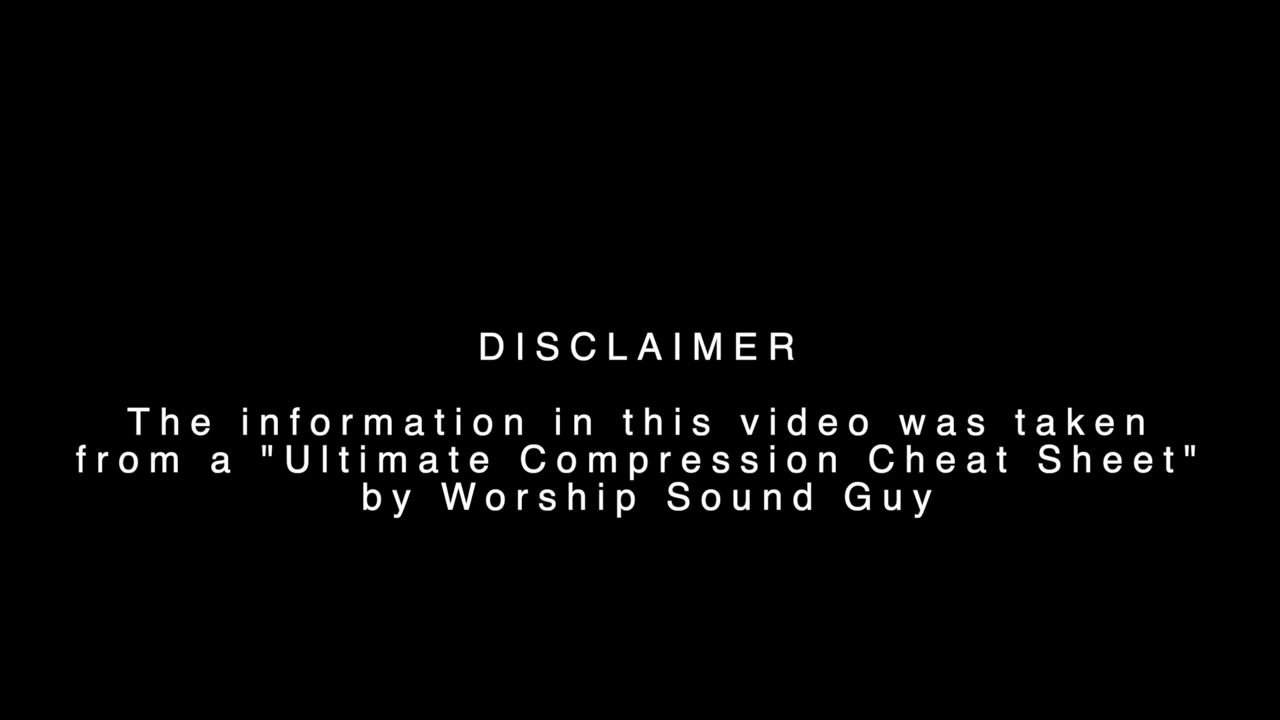 DISCLAIMER
The information in this video was taken
from a "Ultimate Compression Cheat Sheet"
by Worship Sound Guy